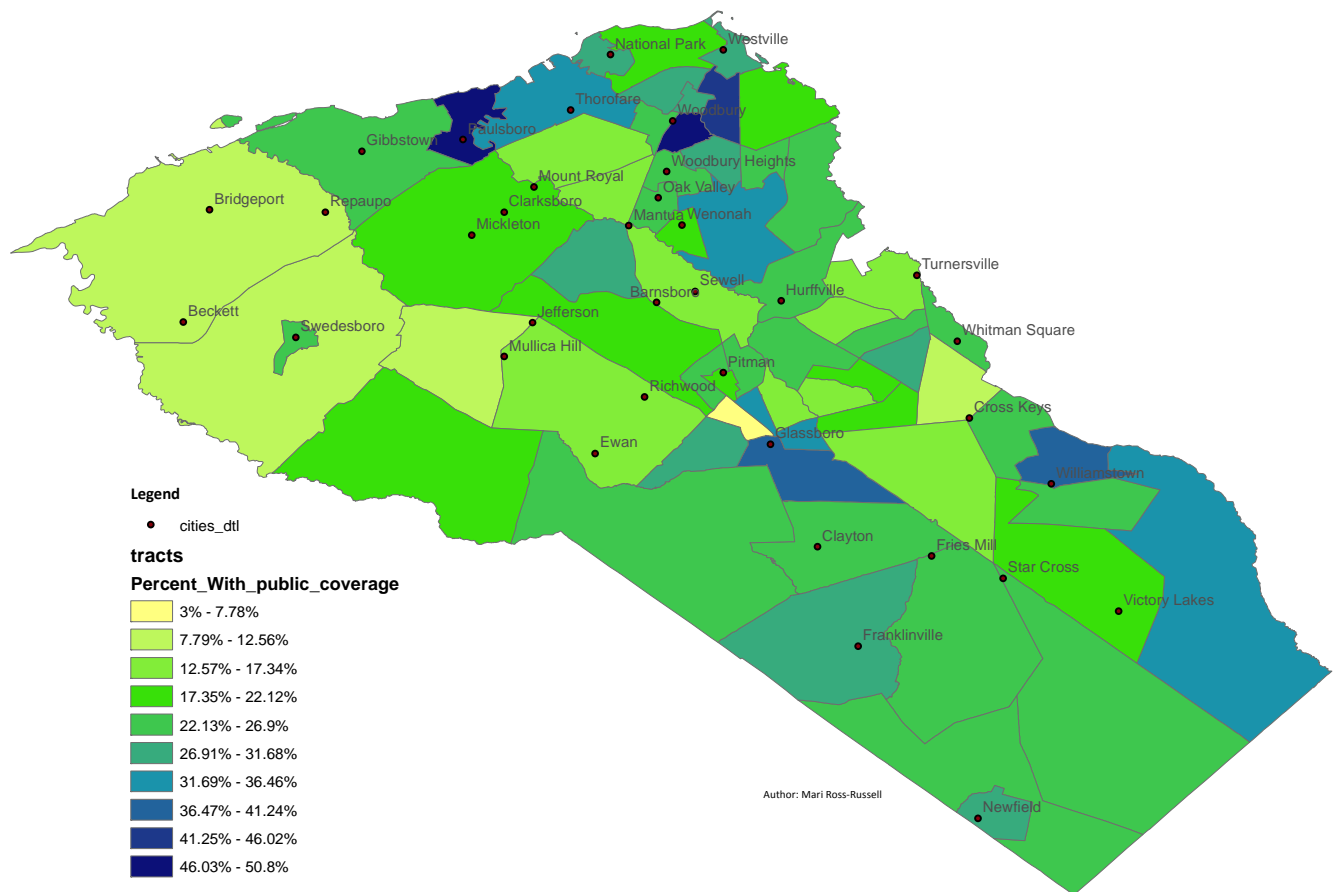 National Park
Westville
Thorofare
Woodbury
Paulsboro
Gibbstown
Woodbury Heights
Mount Royal
Oak Valley
Bridgeport
Repaupo
Clarksboro
Mickleton
Mantua
Wenonah
Turnersville
Sewell
Barnsboro
Hurffville
Beckett
Swedesboro
Jefferson
Whitman Square
Mullica Hill
Pitman
Richwood
Cross Keys
Glassboro
Ewan
Williamstown
Clayton
Fries Mill
Star Cross
Victory Lakes
Franklinville
Newfield
Legend
cities_dtl
tracts
Percent_With_public_coverage
3% - 7.78%
7.79% - 12.56%
12.57% - 17.34%
17.35% - 22.12%
22.13% - 26.9%
26.91% - 31.68%
31.69% - 36.46%
36.47% - 41.24%
41.25% - 46.02%
46.03% - 50.8%
Author: Mari Ross-Russell